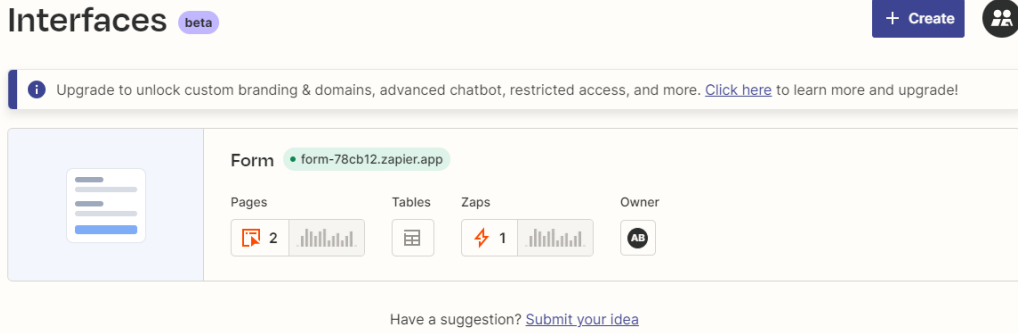 Interfaces beta
+ Create
Upgrade to unlock custom branding & domains, advanced chatbot, restricted access, and more. Click here to learn more and upgrade!
Form form-78cb12.zapier.app
Pages Tables Zaps Owner
2 1 AB
Have a suggestion? Submit your idea